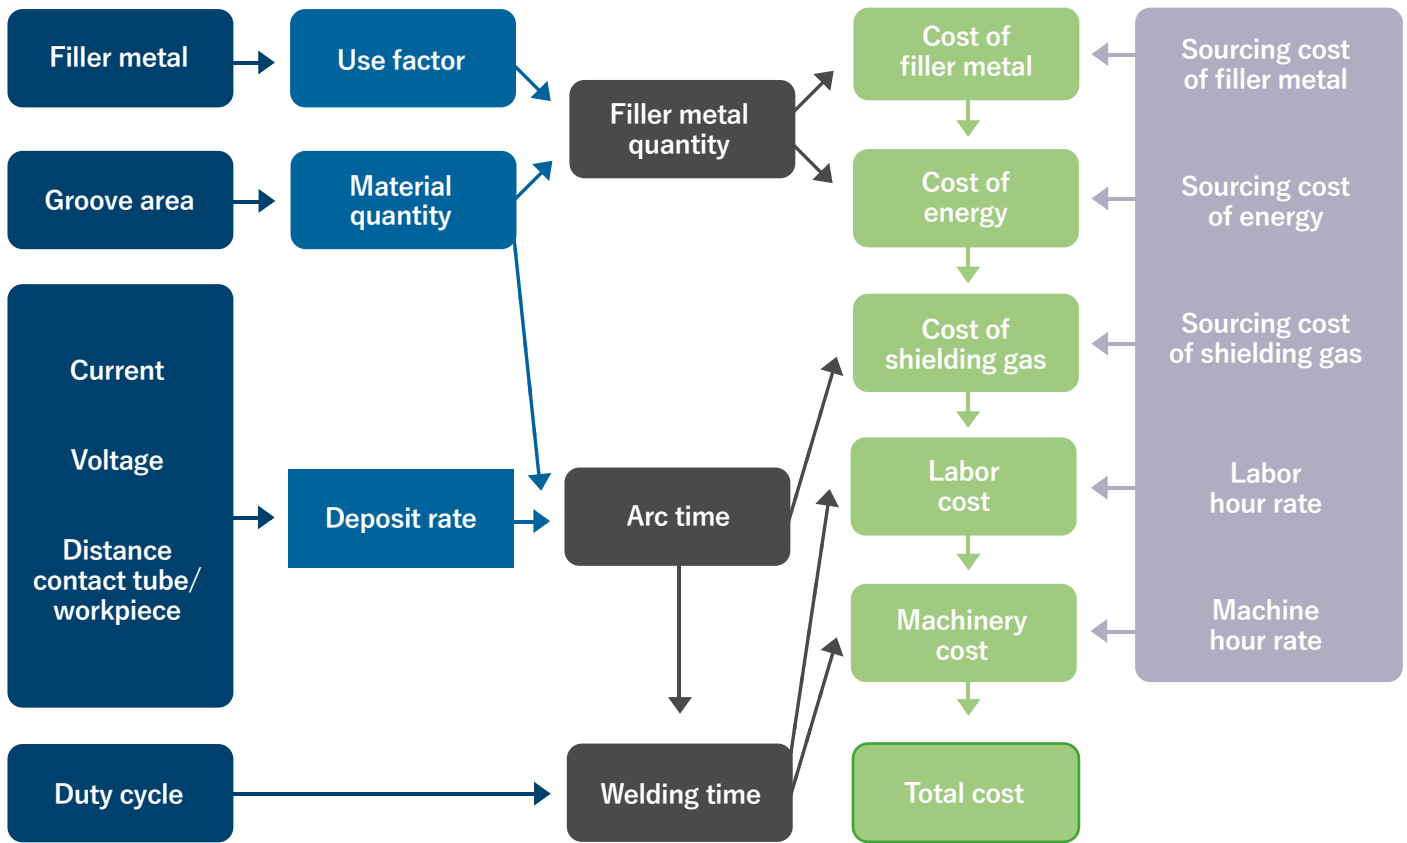 Filler metal
Use factor
Filler metal
quantity
Cost of
filler metal
Sourcing cost
of filler metal
Groove area
Material
quantity
Cost of
energy
Sourcing cost
of energy
Current
Voltage
Distance
contact tube/
workpiece
Deposit rate
Arc time
Cost of
shielding gas
Sourcing cost
of shielding gas
Labor
cost
Labor
hour rate
Machinery
cost
Machine
hour rate
Duty cycle
Welding time
Total cost